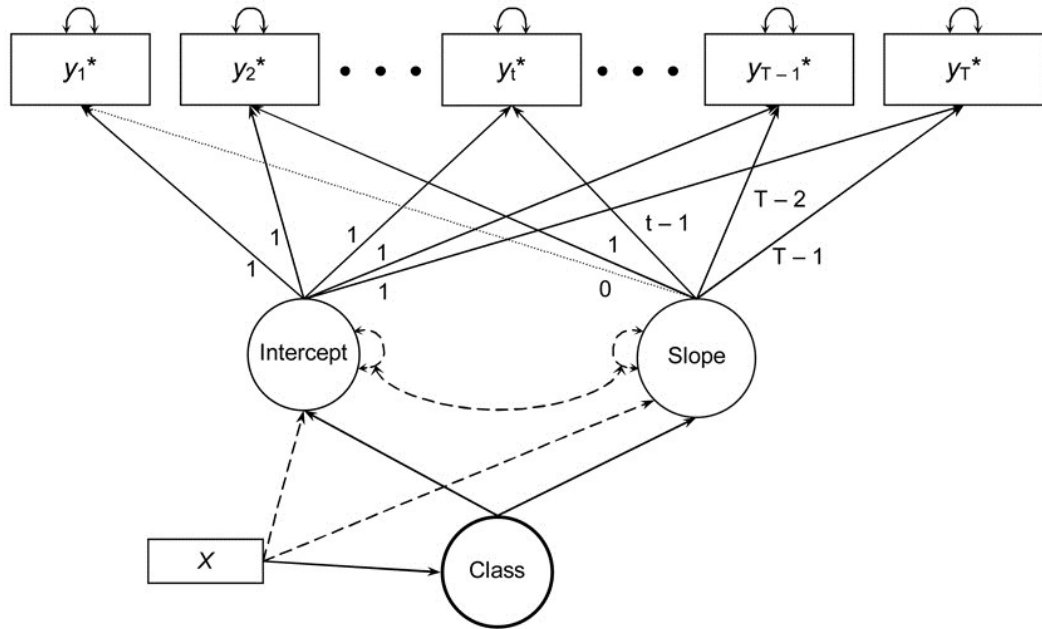 y1* y2* • • • yt* • • • yT – 1* yT*
T – 2
1 t – 1
1 1 1 T – 1
1 1 0
Intercept Slope
X Class